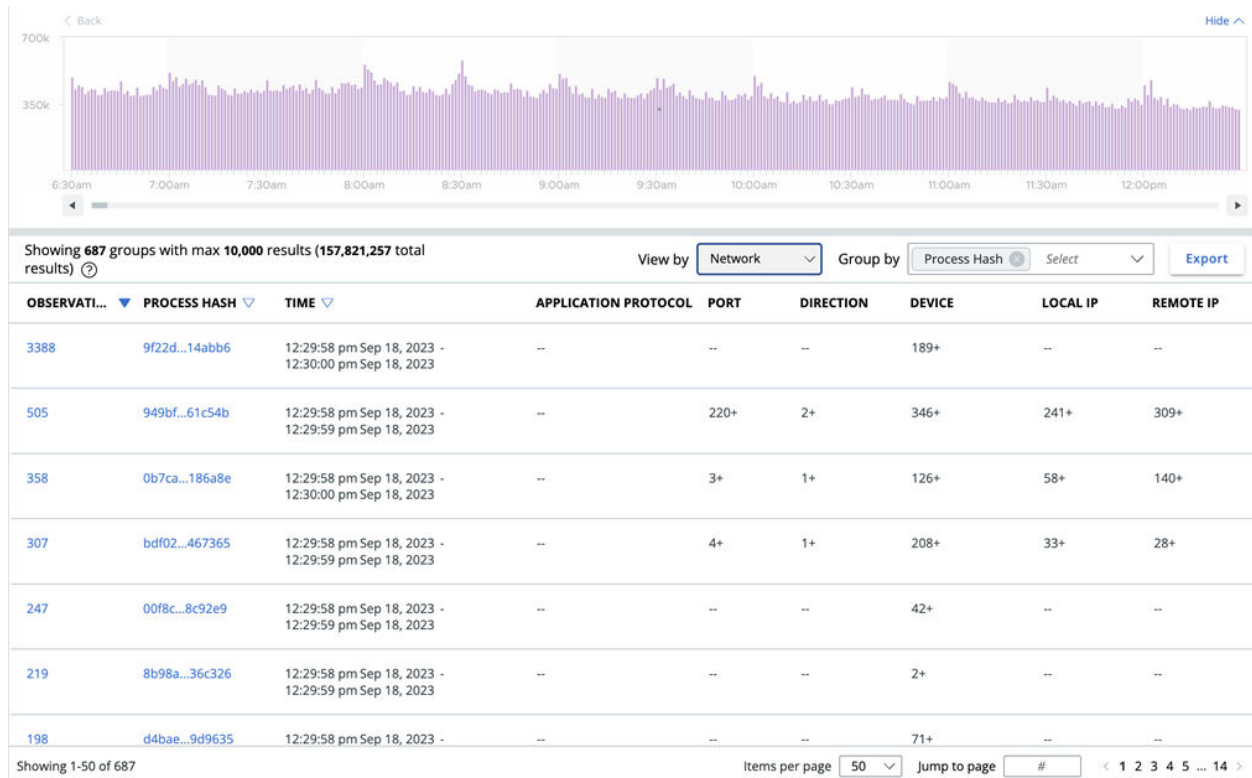 Back
Hide
700k
350k
6:30am 7:00am 7:30am 8:00am 8:30am 9:00am 9:30am 10:00am 10:30am 11:00am 11:30am 12:00pm
Showing 687 groups with max 10,000 results (157,821,257 total
results) ?
View by Network Group by Process Hash Select Export
OBSERVATI... PROCESS HASH TIME APPLICATION PROTOCOL PORT DIRECTION DEVICE LOCAL IP REMOTE IP
3388 9f22d...14abb6 12:29:58 pm Sep 18, 2023 - -- -- -- 189+ -- --
12:30:00 pm Sep 18, 2023
505 949bf...61c54b 12:29:58 pm Sep 18, 2023 - -- 220+ 2+ 346+ 241+ 309+
12:29:59 pm Sep 18, 2023
358 0b7ca...186a8e 12:29:58 pm Sep 18, 2023 - -- 3+ 1+ 126+ 58+ 140+
12:30:00 pm Sep 18, 2023
307 bdf02...467365 12:29:58 pm Sep 18, 2023 - -- 4+ 1+ 208+ 33+ 28+
12:29:59 pm Sep 18, 2023
247 00f8c...8c92e9 12:29:58 pm Sep 18, 2023 - -- -- -- 42+ -- --
12:29:59 pm Sep 18, 2023
219 8b98a...36c326 12:29:58 pm Sep 18, 2023 - -- -- -- 2+ -- --
12:29:59 pm Sep 18, 2023
198 d4bae...9d9635 12:29:58 pm Sep 18, 2023 - -- -- -- 71+ -- --
Showing 1-50 of 687 Items per page 50 Jump to page # < 1 2 3 4 5 ... 14 >